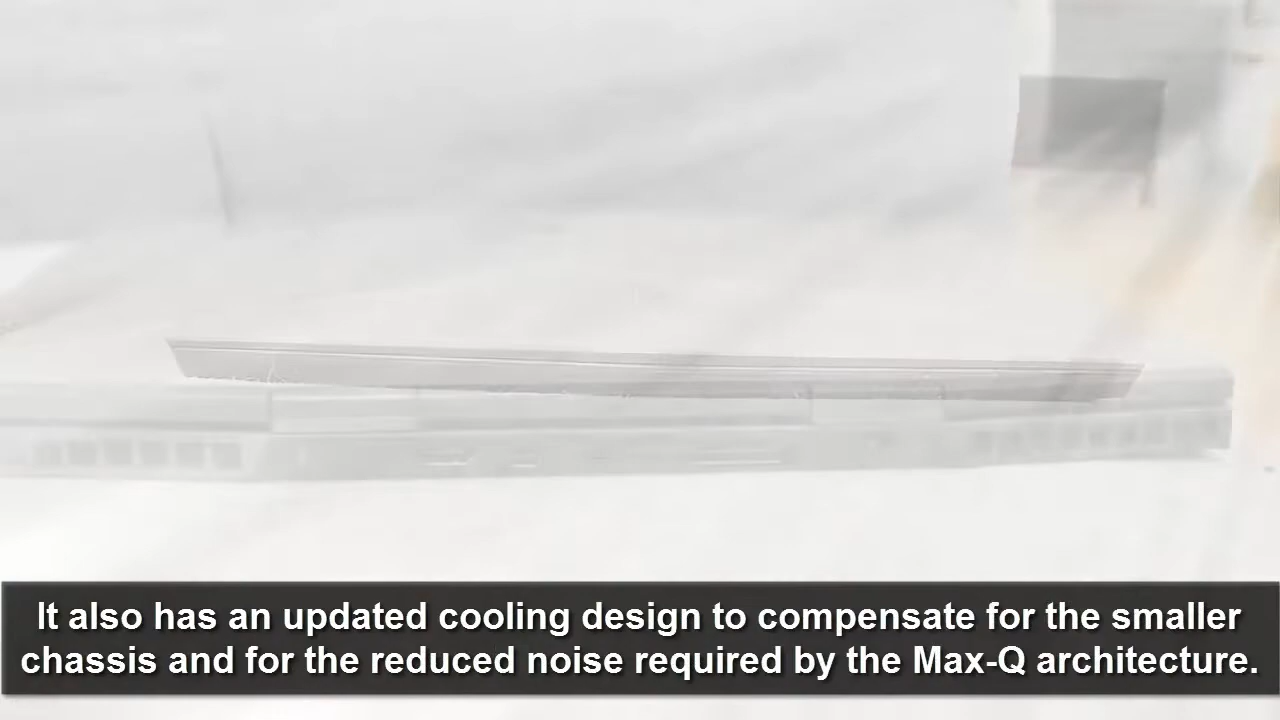 It also has an updated cooling design to compensate for the smaller
chassis and for the reduced noise required by the Max-Q architecture.